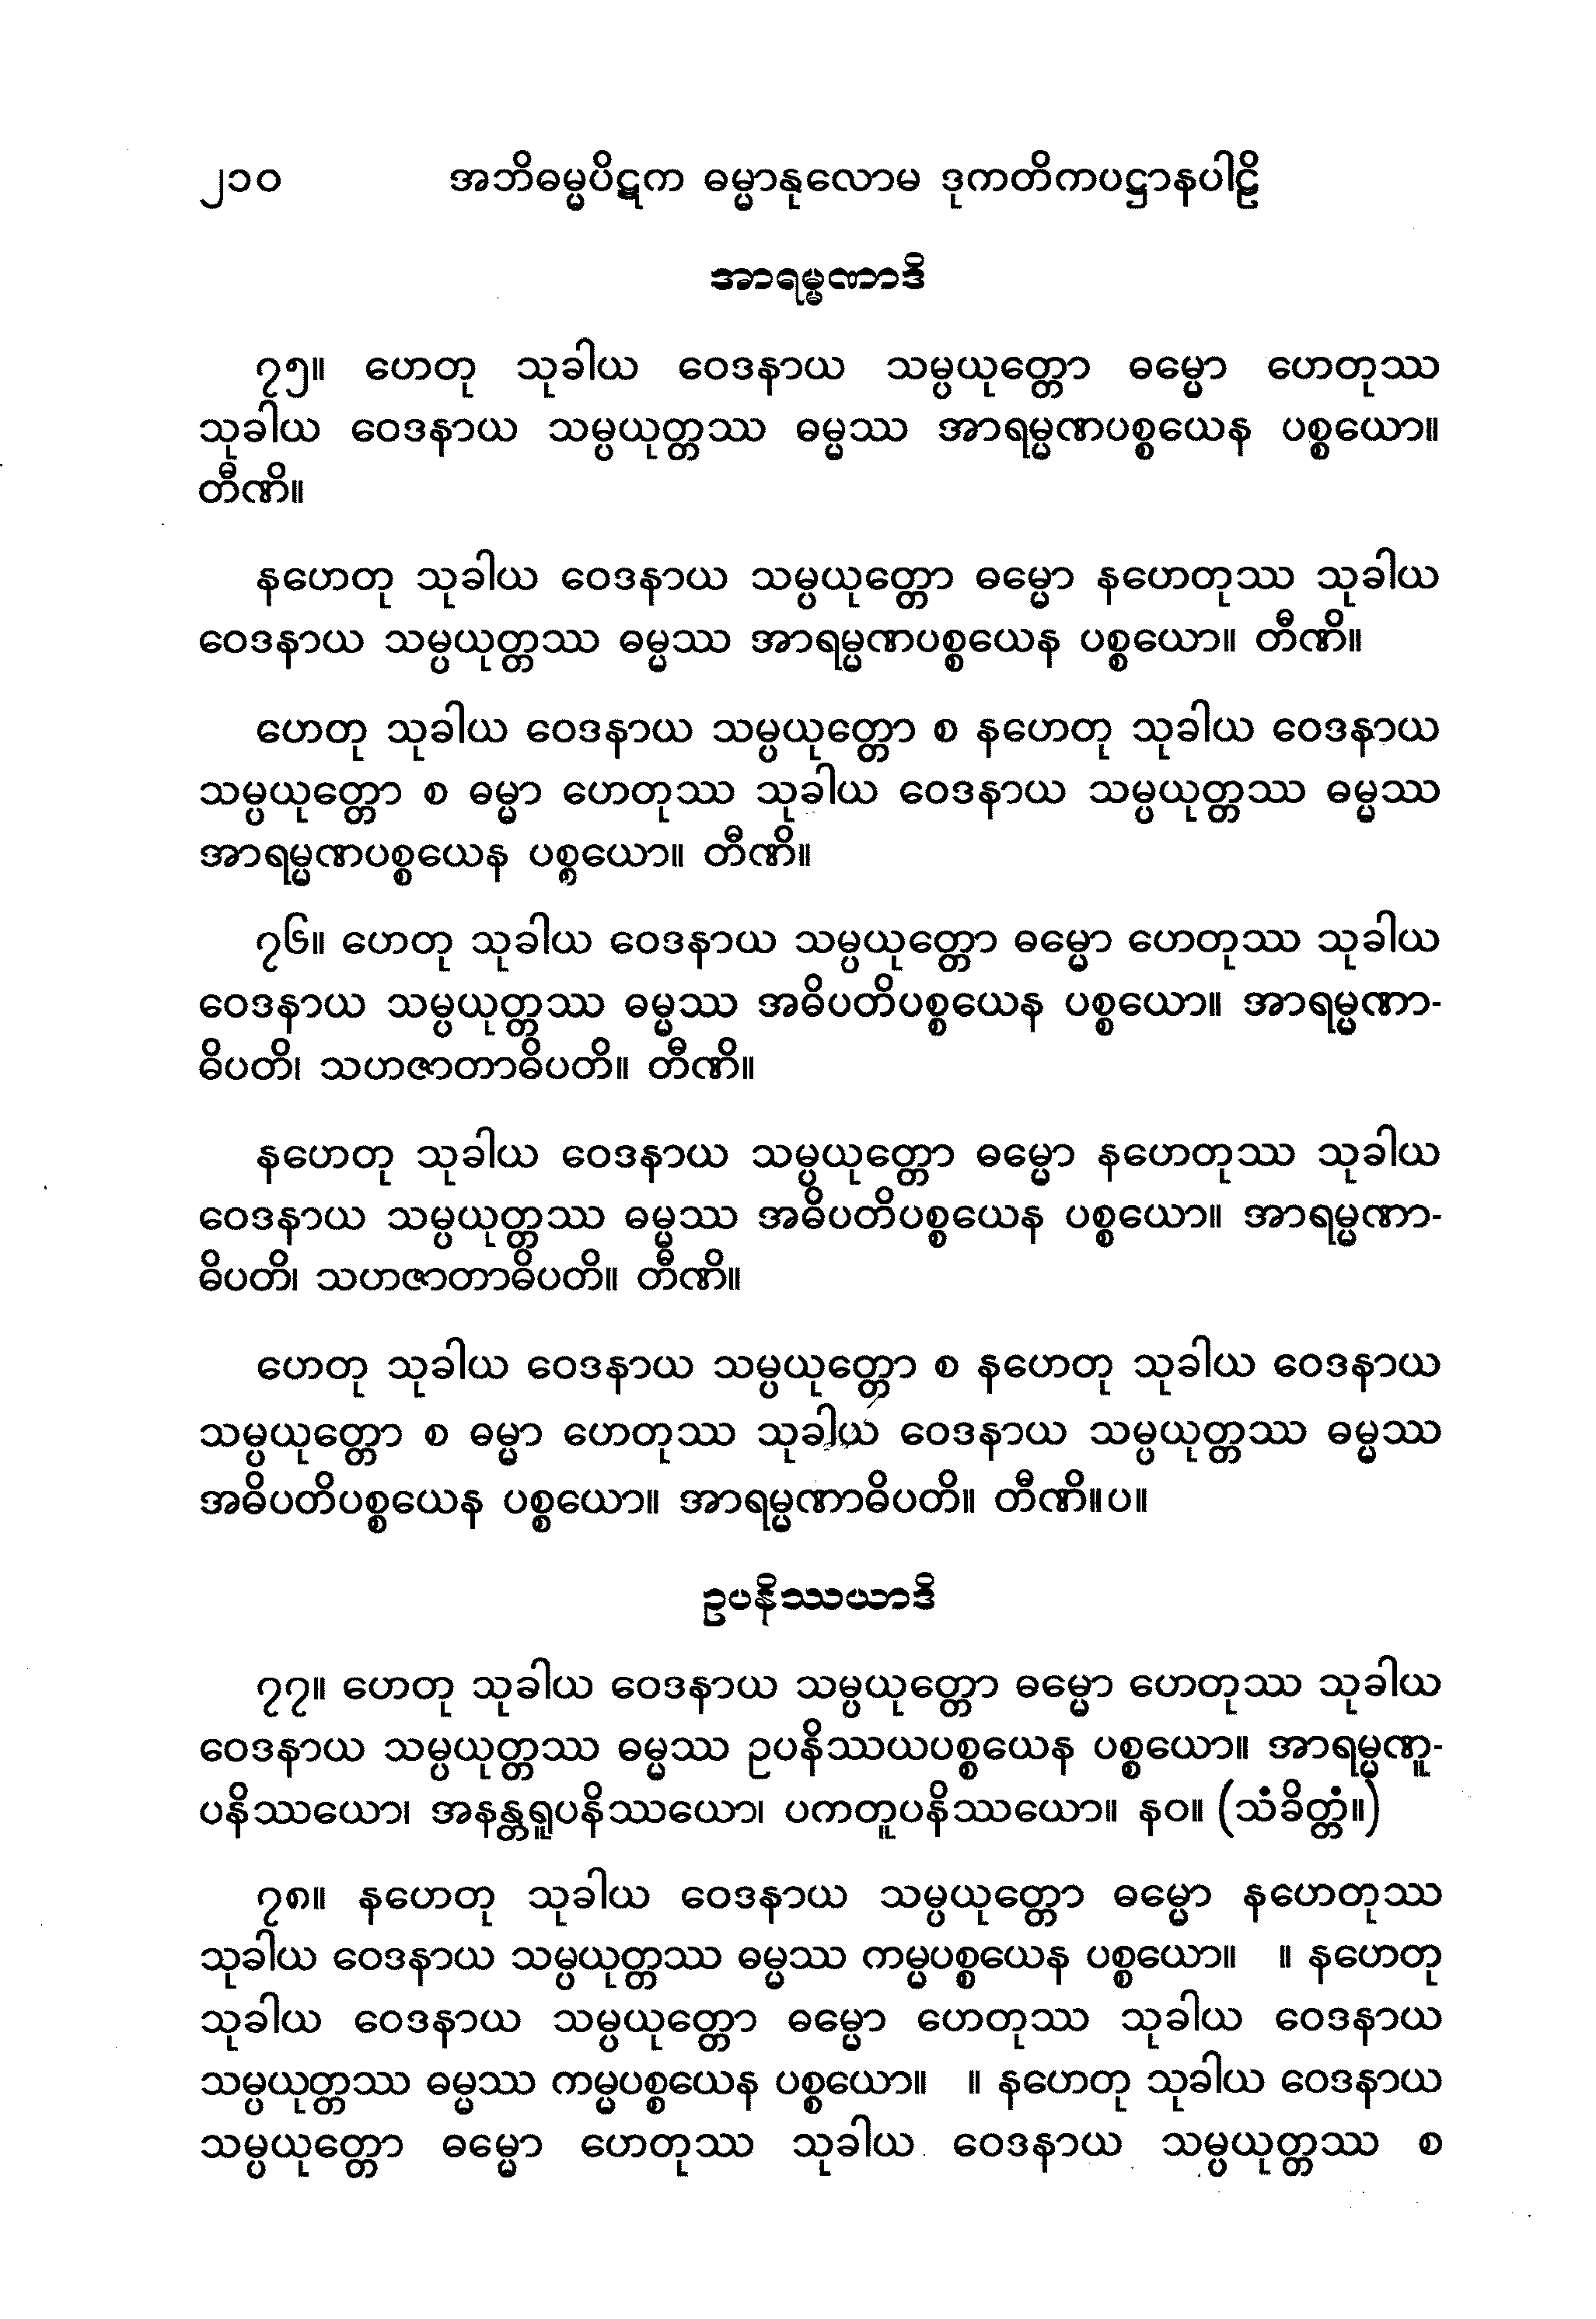 ၂၁၀ အဘိဓမ္မပိဋက ဓမ္မာနုလောမ ဒုကတိကပဋ္ဌာနပါဠိ
အာရမ္မဏာဒိ
၇၅။ ဟေတု သုခါယ ဝေဒနာယ သမ္ပယုတ္တော ဓမ္မော ဟေတုဿ
သုခါယ ဝေဒနာယ သမ္ပယုတ္တဿ ဓမ္မဿ အာရမ္မဏပစ္စယေန ပစ္စယော။
တီဏိ။
နဟေတု သုခါယ ဝေဒနာယ သမ္ပယုတ္တော ဓမ္မော နဟေတုဿ သုခါယ
ဝေဒနာယ သမ္ပယုတ္တဿ ဓမ္မဿ အာရမ္မဏပစ္စယေန ပစ္စယော။ တီဏိ။
ဟေတု သုခါယ ဝေဒနာယ သမ္ပယုတ္တော စ နဟေတု သုခါယ ဝေဒနာယ
သမ္ပယုတ္တော စ ဓမ္မာ ဟေတုဿ သုခါယ ဝေဒနာယ သမ္ပယုတ္တဿ ဓမ္မဿ
အာရမ္မဏပစ္စယေန ပစ္စယော။ တီဏိ။
၇၆။ ဟေတု သုခါယ ဝေဒနာယ သမ္ပယုတ္တော ဓမ္မော ဟေတုဿ သုခါယ
ဝေဒနာယ သမ္ပယုတ္တဿ ဓမ္မဿ အဓိပတိပစ္စယေန ပစ္စယော။ အာရမ္မဏာ-
ဓိပတိ၊ သဟဇာတာဓိပတိ။ တီဏိ။
နဟေတု သုခါယ ဝေဒနာယ သမ္ပယုတ္တော ဓမ္မော နဟေတုဿ သုခါယ
ဝေဒနာယ သမ္ပယုတ္တဿ ဓမ္မဿ အဓိပတိပစ္စယေန ပစ္စယော။ အာရမ္မဏာ-
ဓိပတိ၊ သဟဇာတာဓိပတိ။ တီဏိ။
ဟေတု သုခါယ ဝေဒနာယ သမ္ပယုတ္တော စ နဟေတု သုခါယ ဝေဒနာယ
သမ္ပယုတ္တော စ ဓမ္မာ ဟေတုဿ သုခါယ ဝေဒနာယ သမ္ပယုတ္တဿ ဓမ္မဿ
အဓိပတိပစ္စယေန ပစ္စယော။ အာရမ္မဏာဓိပတိ။ တီဏိ။ပ။
ဥပနိဿယာဒိ
၇၇။ ဟေတု သုခါယ ဝေဒနာယ သမ္ပယုတ္တော ဓမ္မော ဟေတုဿ သုခါယ
ဝေဒနာယ သမ္ပယုတ္တဿ ဓမ္မဿ ဥပနိဿယပစ္စယေန ပစ္စယော။ အာရမ္မဏူ-
ပနိဿယော၊ အနန္တရူပနိဿယော၊ ပကတူပနိဿယော။ နဝ။ (သံခိတ္တံ။)
၇၈။ နဟေတု သုခါယ ဝေဒနာယ သမ္ပယုတ္တော ဓမ္မော နဟေတုဿ
သုခါယ ဝေဒနာယ သမ္ပယုတ္တဿ ဓမ္မဿ ကမ္မပစ္စယေန ပစ္စယော။ ။ နဟေတု
သုခါယ ဝေဒနာယ သမ္ပယုတ္တော ဓမ္မော ဟေတုဿ သုခါယ ဝေဒနာယ
သမ္ပယုတ္တဿ ဓမ္မဿ ကမ္မပစ္စယေန ပစ္စယော။ ။ နဟေတု သုခါယ ဝေဒနာယ
သမ္ပယုတ္တော ဓမ္မော ဟေတုဿ သုခါယ ဝေဒနာယ သမ္ပယုတ္တဿ စ